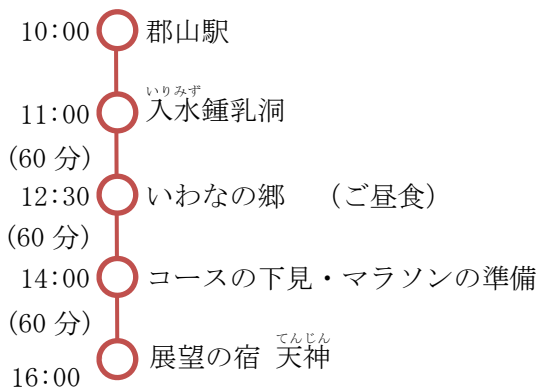 10:00 郡山駅
いりみず
11:00 入水鍾乳洞
(60 分)
12:30 いわなの郷 (ご昼食)
(60 分)
14:00 コースの下見・マラソンの準備
(60 分)
てんじん
展望の宿 天神
16:00